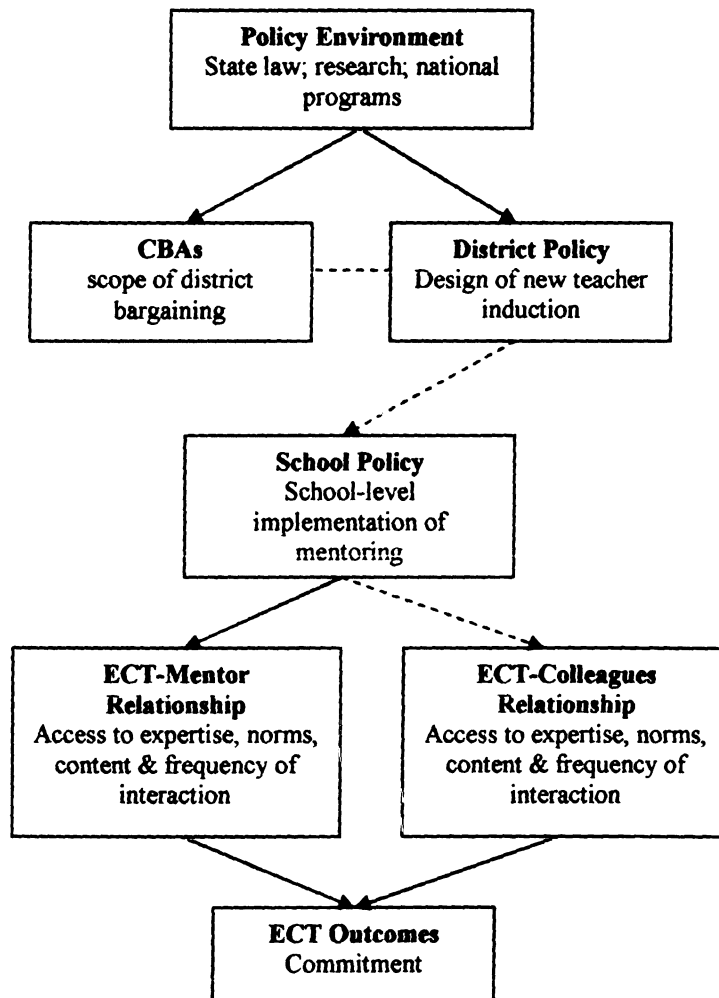 Policy Environment
State law; research; national
programs
CBAs
scope of district
bargaining
District Policy
Design of new teacher
induction
School Policy
School-level
implementation of
mentoring
ECT-Mentor
Relationship
Access to expertise, norms,
content & frequency of
interaction
ECT-Colleagues
Relationship
Access to expertise, norms,
content & frequency of
interaction
ECT Outcomes
Commitment